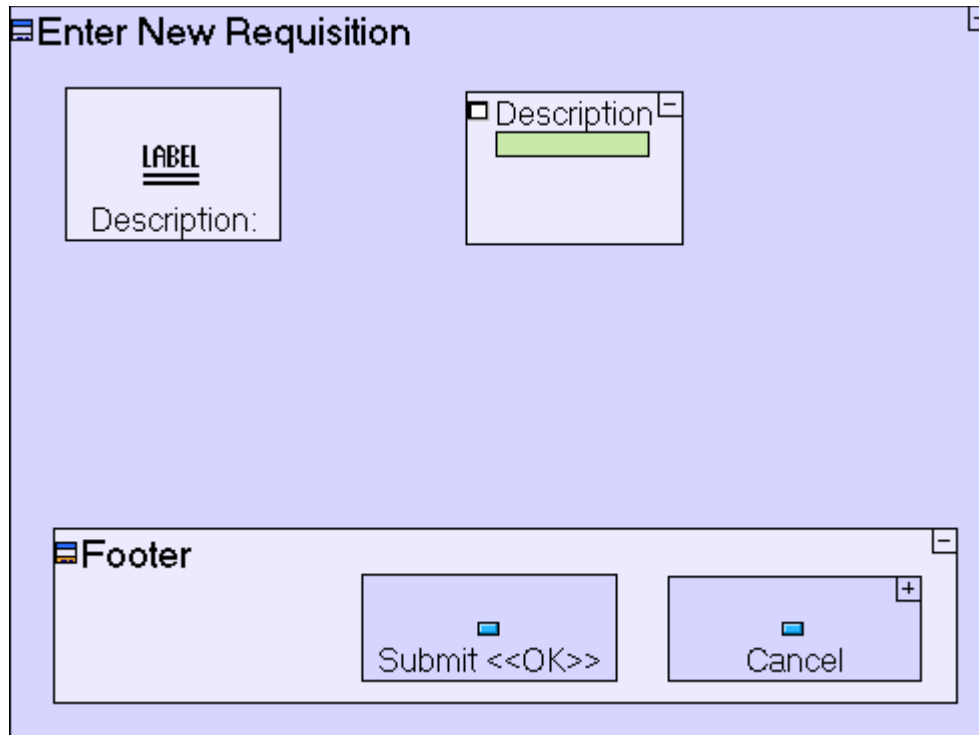 Enter New Requisition
LABEL
Description:
Description
Footer
Submit <<OK>>
Cancel